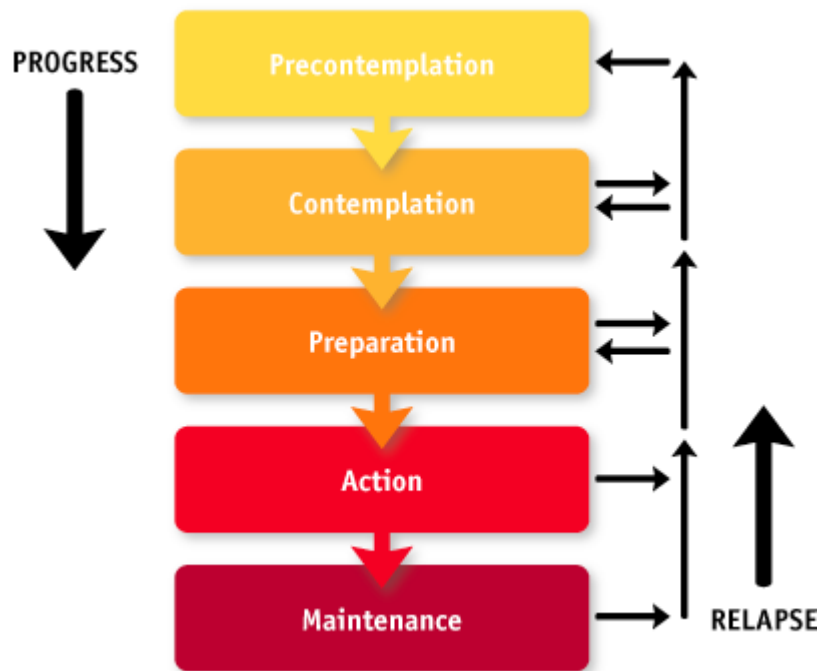 PROGRESS
Precontemplation
Contemplation
Preparation
Action
Maintenance
RELAPSE